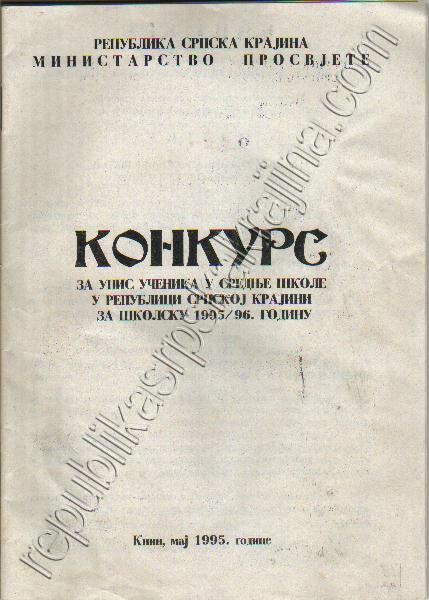 РЕПУБЛИКА СРПСКА КРАЈИНА
МИНИСТАРСТВО ПРОСВЈЕТЕ
КОНКУРС
ЗА УПИС УЧЕНИКА У СРЕДЊЕ ШКОЛЕ
У РЕПУБЛИЦИ СРПСКОЈ КРАЈИНИ
ЗА ШКОЛСКУ 1995/96. ГОДИНУ
Книн, мај 1995. године
republikasrpskakrajina.com